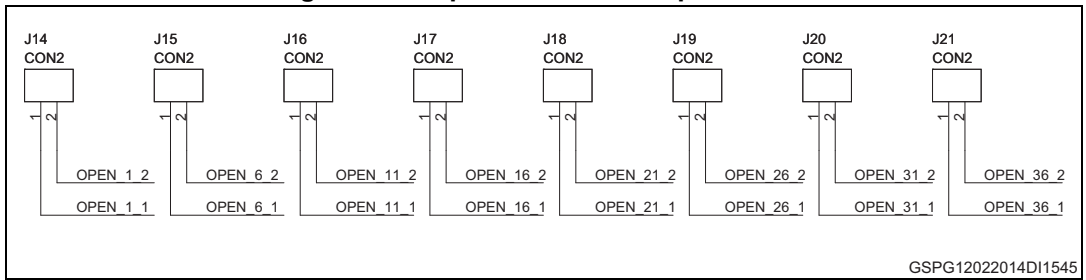 J14 J15 J16 J17 J18 J19 J20 J21
CON2 CON2 CON2 CON2 CON2 CON2 CON2 CON2
1 2 1 2 1 2 1 2 1 2 1 2 1 2 1 2
OPEN_1_2 OPEN_6_2 OPEN_11_2 OPEN_16_2 OPEN_21_2 OPEN_26_2 OPEN_31_2 OPEN_36_2
OPEN_1_1 OPEN_6_1 OPEN_11_1 OPEN_16_1 OPEN_21_1 OPEN_26_1 OPEN_31_1 OPEN_36_1
GSPG12022014DI1545